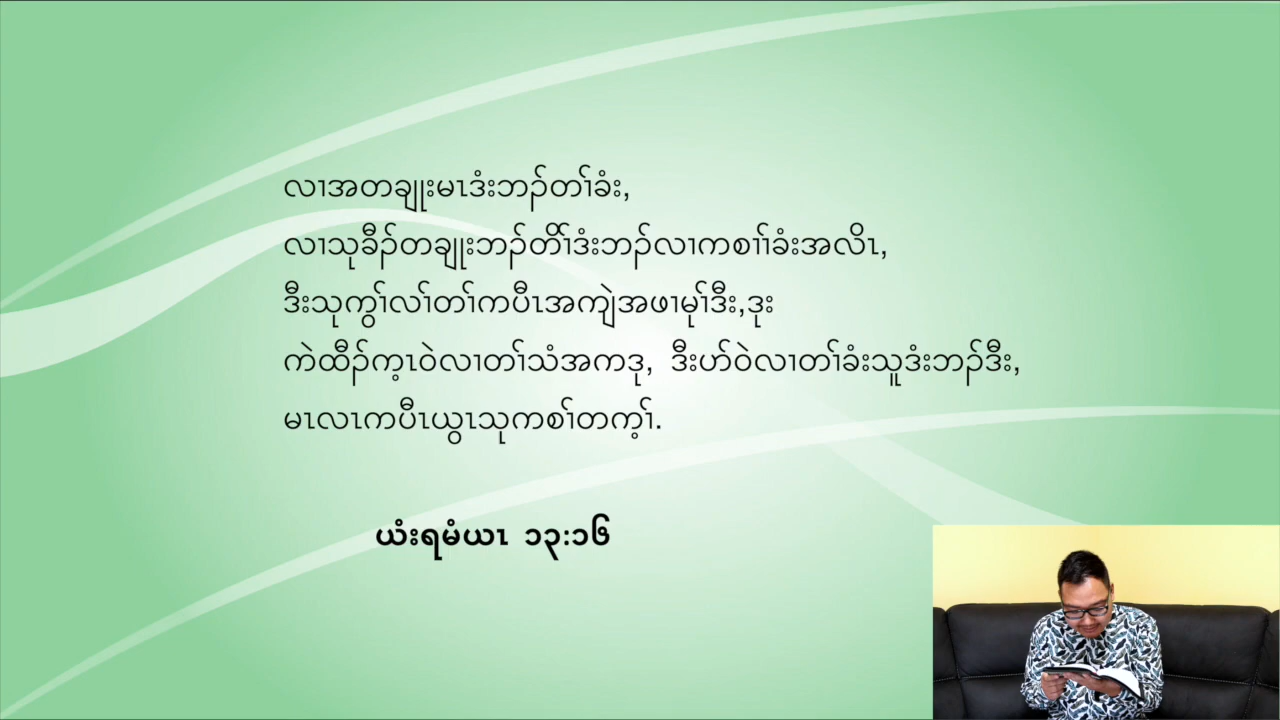 လၢအတချုးမၤဒံးဘၣ်တၢ်ခံး,
လၢသုခီၣ်တချုးဘၣ်တိၢ်ဒံးဘၣ်လၢကစၢၢ်ခံးအလိၤ,
ဒီးသုကွၢ်လၢ်တၢ်ကပီၤအကျဲအဖၢမုၢ်ဒီး,ဒုး
ကဲထီၣ်က့ၤဝဲလၢတၢ်သံအကဒု, ဒီးဟ်ဝဲလၢတၢ်ခံးသူဒံးဘၣ်ဒီး,
မၤလၤကပီၤယွၤသုကစၢ်တက့ၢ်.
ယံးရမံယၤ ၁၃:၁၆